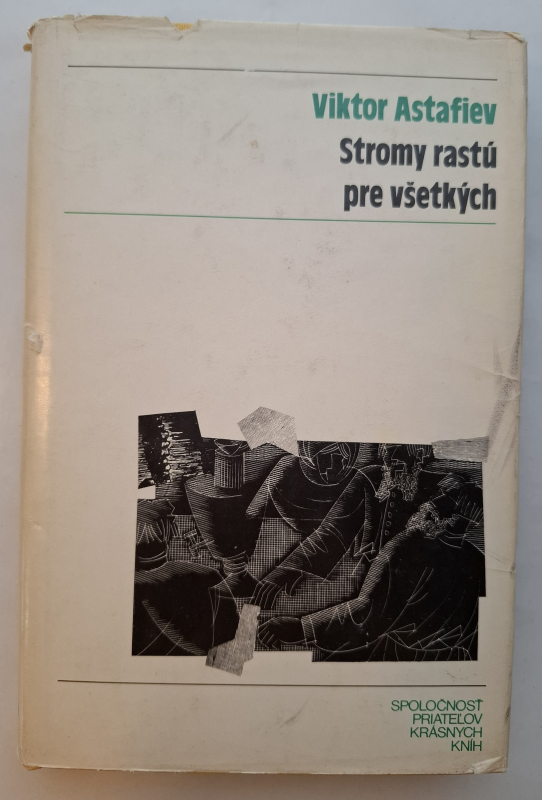 Viktor Astafiev
Stromy rastú
pre všetkých
SPOLOČNOSŤ
PRIATEĽOV
KRÁSNYCH
KNÍH